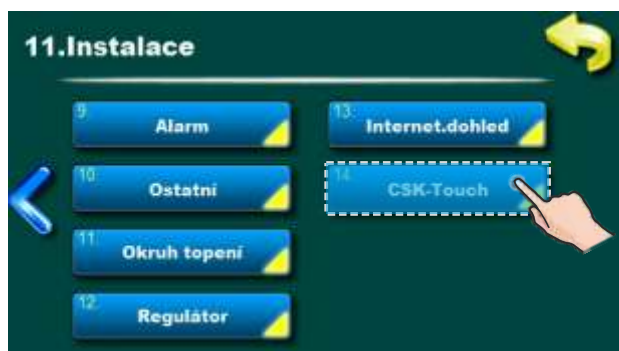 11.Instalace
9.
Alarm
10.
Ostatní
11.
Okruh topení
12.
Regulátor
13.
Internet.dohled
14.
CSK-Touch